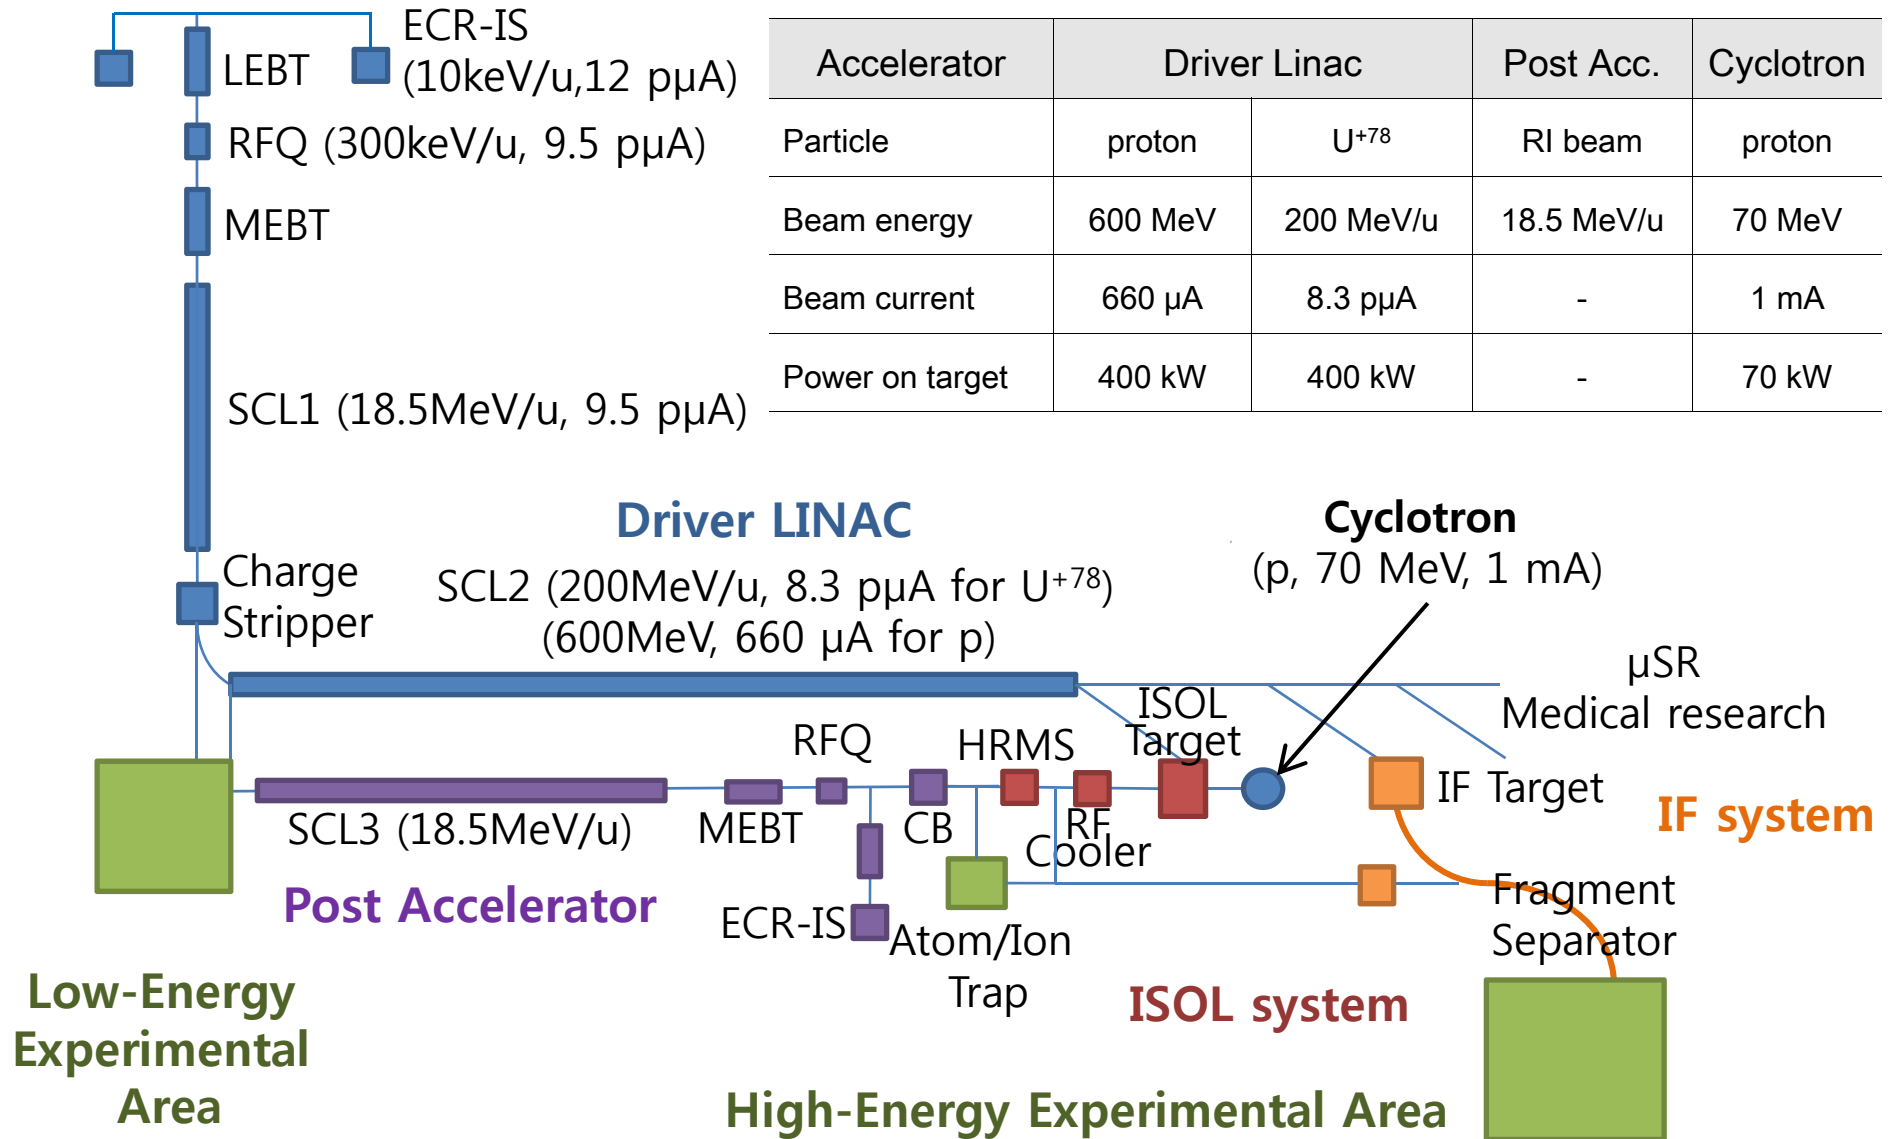 ECR-IS
(10keV/u,12 pµA)
LEBT
RFQ (300keV/u, 9.5 pµA)
MEBT
SCL1 (18.5MeV/u, 9.5 pµA)
Accelerator Driver Linac Post Acc. Cyclotron
Particle proton U+78 RI beam proton
Beam energy 600 MeV 200 MeV/u 18.5 MeV/u 70 MeV
Beam current 660 µA 8.3 pµA - 1 mA
Power on target 400 kW 400 kW - 70 kW
Driver LINAC
Cyclotron
(p, 70 MeV, 1 mA)
Charge
Stripper
SCL2 (200MeV/u, 8.3 pµA for U+78)
(600MeV, 660 µA for p)
µSR
Medical research
ISOL
Target
RFQ
HRMS
IF Target
IF system
SCL3 (18.5MeV/u)
MEBT
CB
RF
Cooler
Post Accelerator
ECR-IS
Atom/Ion
Trap
Fragment
Separator
ISOL system
Low-Energy
Experimental
Area
High-Energy Experimental Area